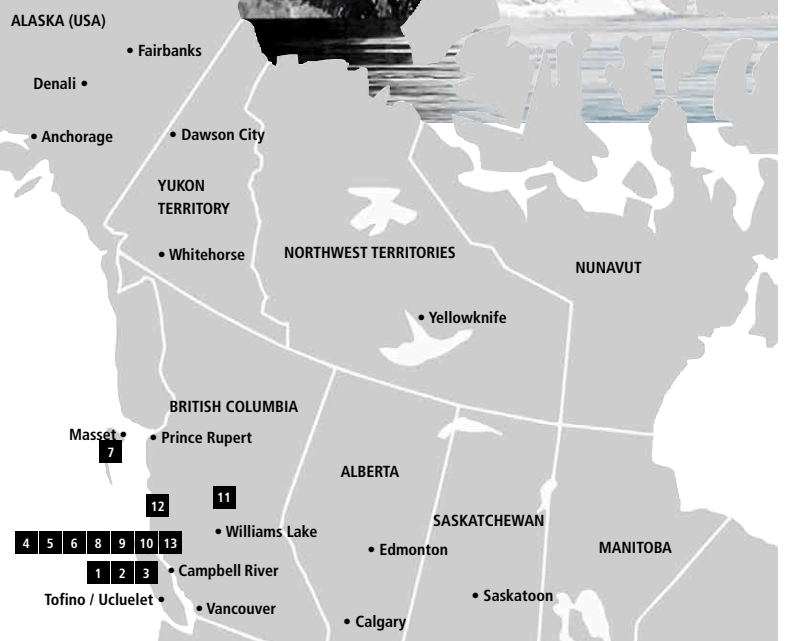 ALASKA (USA)
Fairbanks
Denali
Anchorage
Dawson City
YUKON
TERRITORY
Whitehorse
NORTHWEST TERRITORIES
NUNAVUT
Yellowknife
BRITISH COLUMBIA
Masset
Prince Rupert
7
ALBERTA
11
12
SASKATCHEWAN
Williams Lake
4 5 6 8 9 10 13
Edmonton
MANITOBA
1 2 3
Campbell River
Saskatoon
Tofino / Ucluelet
Vancouver
Calgary